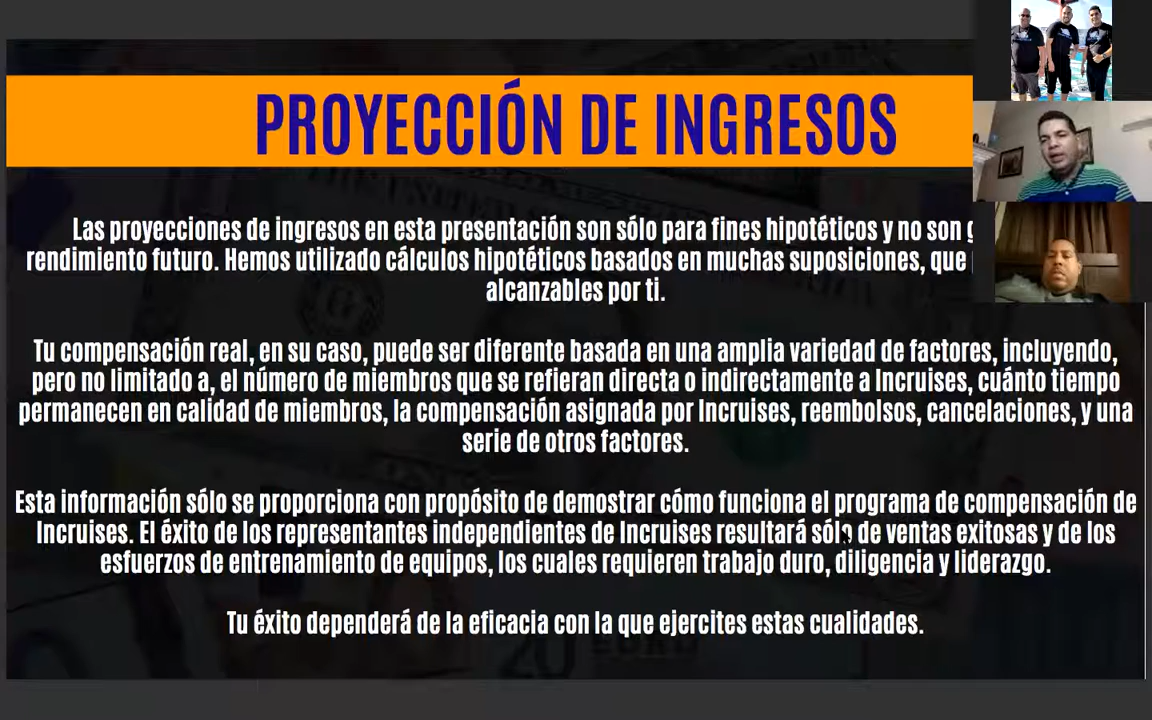 PROYECCIÓN DE INGRESOS
Las proyecciones de ingresos en esta presentación son sólo para fines hipotéticos y no son
rendimiento futuro. Hemos utilizado cálculos hipotéticos basados en muchas suposiciones, que
alcanzables por ti.
Tu compensación real, en su caso, puede ser diferente basada en una amplia variedad de factores, incluyendo,
pero no limitado a, el número de miembros que se refieran directa o indirectamente a Incruises, cuánto tiempo
permanecen en calidad de miembros, la compensación asignada por Incruises, reembolsos, cancelaciones, y una
serie de otros factores.
Esta información sólo se proporciona con propósito de demostrar cómo funciona el programa de compensación de
Incruises. El éxito de los representantes independientes de Incruises resultará sólo de ventas exitosas y de los
esfuerzos de entrenamiento de equipos, los cuales requieren trabajo duro, diligencia y liderazgo.
Tu éxito dependerá de la eficacia con la que ejercites estas cualidades.